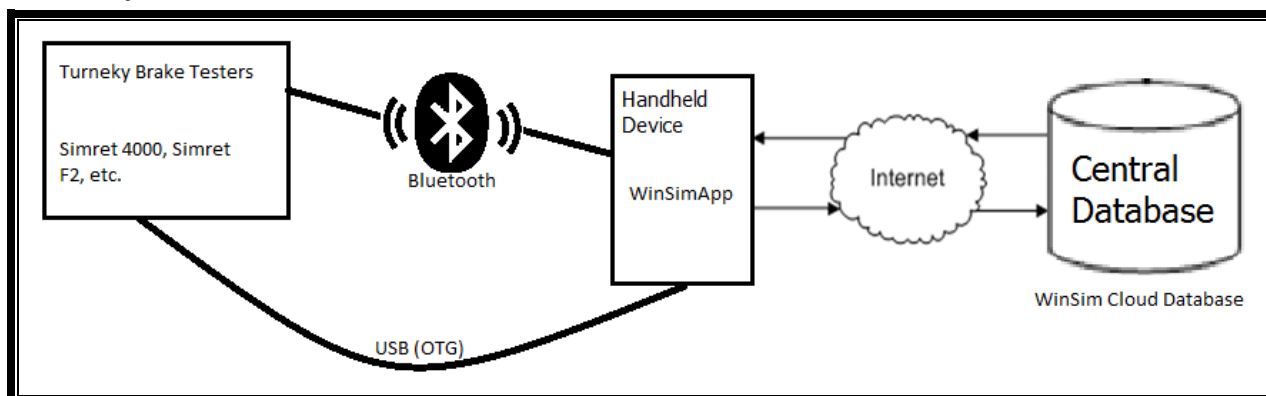 Turneky Brake Testers
Simret 4000, Simret
F2, etc.
Bluetooth
USB (OTG)
Handheld
Device
WinSimApp
Internet
Central
Database
WinSim Cloud Database